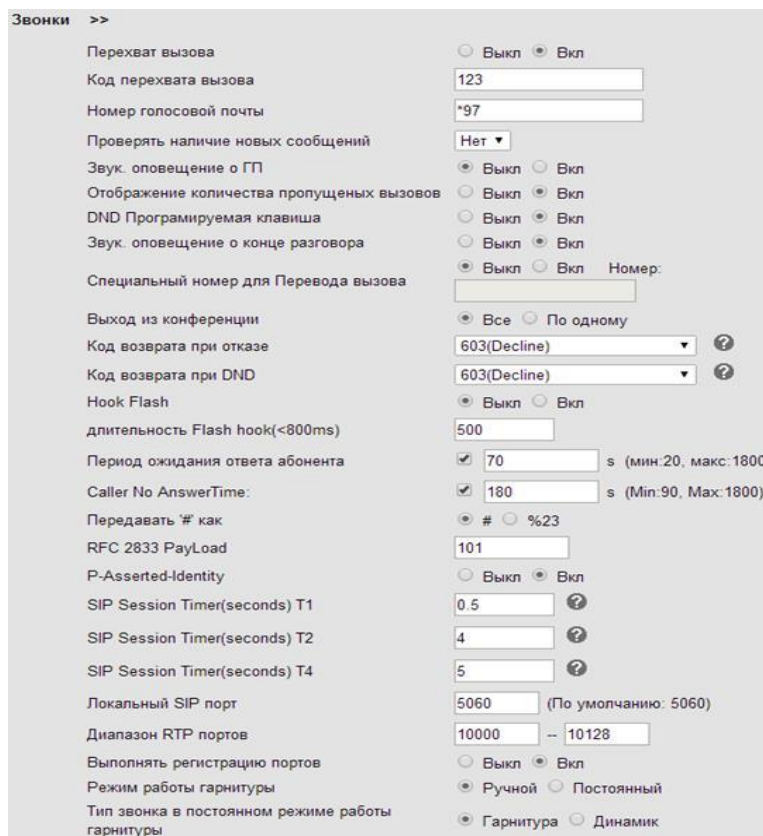 Звонки >>
Перехват вызова Выкл Вкл
Код перехвата вызова 123
Номер голосовой почты *97
Проверять наличие новых сообщений Нет
Звук. оповещение о ГП Выкл Вкл
Отображение количества пропущеных вызовов Выкл Вкл
DND Програмируемая клавиша Выкл Вкл
Звук. оповещение о конце разговора Выкл Вкл
Специальный номер для Перевода вызова Выкл Вкл Номер:
Выход из конференции Все По одному
Код возврата при отказе 603(Decline) ?
Код возврата при DND 603(Decline) ?
Hook Flash Выкл Вкл
длительность Flash hook(<800ms) 500
Период ожидания ответа абонента 70 s (мин:20, макс:1800
Caller No AnswerTime: 180 s (Min:90, Max:1800)
Передавать '#' как # %23
RFC 2833 PayLoad 101
P-Asserted-Identity Выкл Вкл
SIP Session Timer(seconds) T1 0.5 ?
SIP Session Timer(seconds) T2 4 ?
SIP Session Timer(seconds) T4 5 ?
Локальный SIP порт 5060 (По умолчанию: 5060)
Диапазон RTP портов 10000 -- 10128
Выполнять регистрацию портов Выкл Вкл
Режим работы гарнитуры Ручной Постоянный
Тип звонка в постоянном режиме работы
гарнитуры Гарнитура Динамик